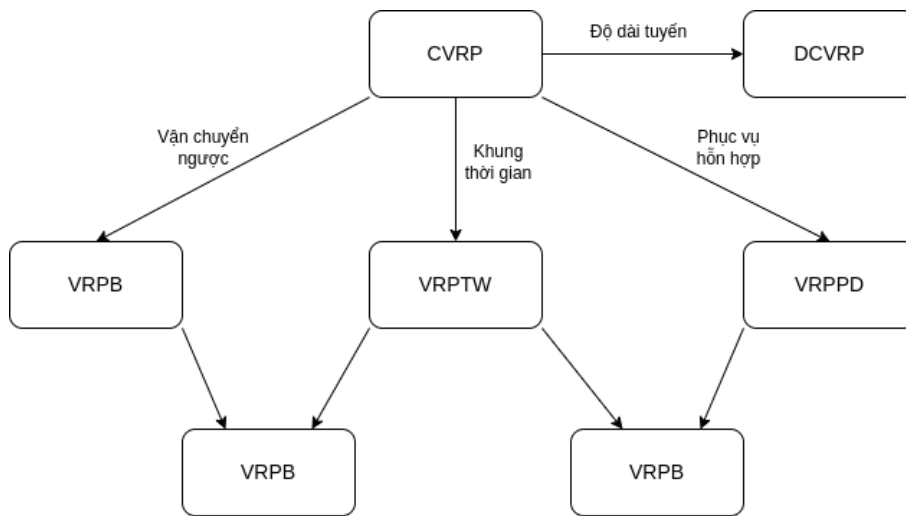 CVRP
Độ dài tuyến
DCVRP
Vận chuyển
ngược
Khung
thời gian
Phục vụ
hỗn hợp
VRPB
VRPTW
VRPPD
VRPB
VRPB